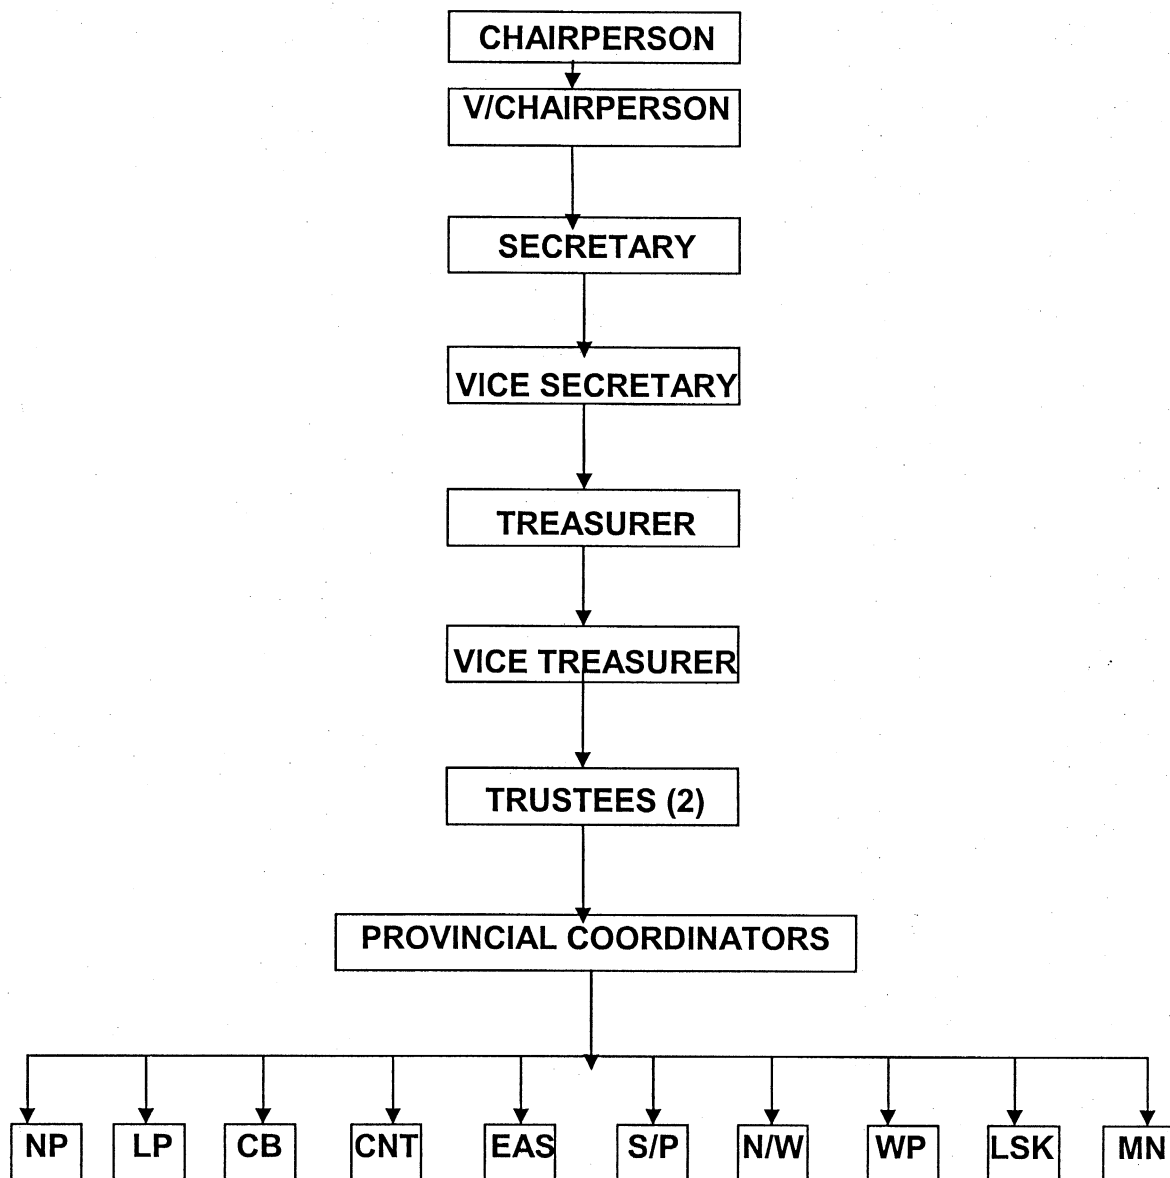 CHAIRPERSON
V/CHAIRPERSON
SECRETARY
VICE SECRETARY
TREASURER
VICE TREASURER
TRUSTEES (2)
PROVINCIAL COORDINATORS
NP LP CB CNT EAS S/P N/W WP LSK MN